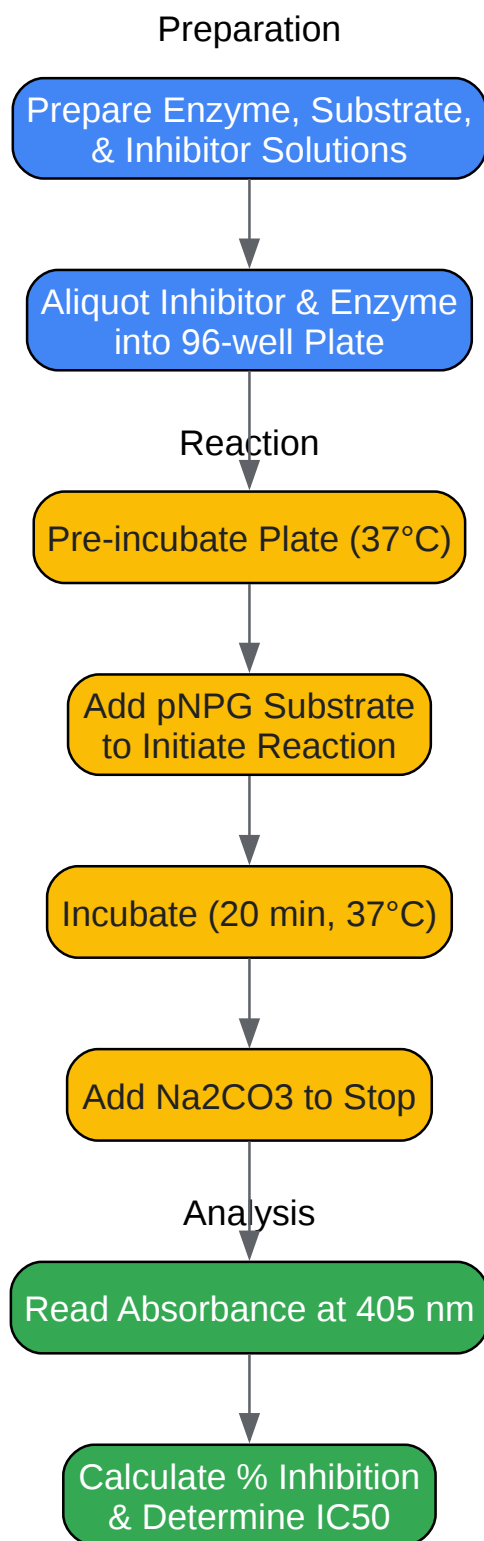 Preparation
Prepare Enzyme, Substrate,
& Inhibitor Solutions
Aliquot Inhibitor & Enzyme
into 96-well Plate
Reaction
Pre-incubate Plate (37°C)
Add pNPG Substrate
to Initiate Reaction
Incubate (20 min, 37°C)
Add Na2CO3 to Stop
Analysis
Read Absorbance at 405 nm
Calculate % Inhibition
& Determine IC50